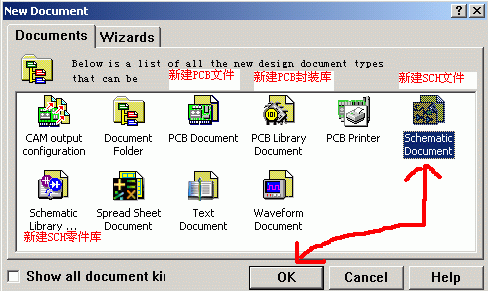 New Document
Documents
Wizards
Below is a list of all the new design document types
that can be
新建PCB文件
新建PCB封装库
新建SCH文件
CAM output
configuration
Document
Folder
PCB Document
PCB Library
Document
PCB Printer
Schematic
Document
Schematic
Library ...
Spread Sheet
Document
Text
Document
Waveform
Document
新建SCH零件库
Show all document kin
OK
Cancel
Help